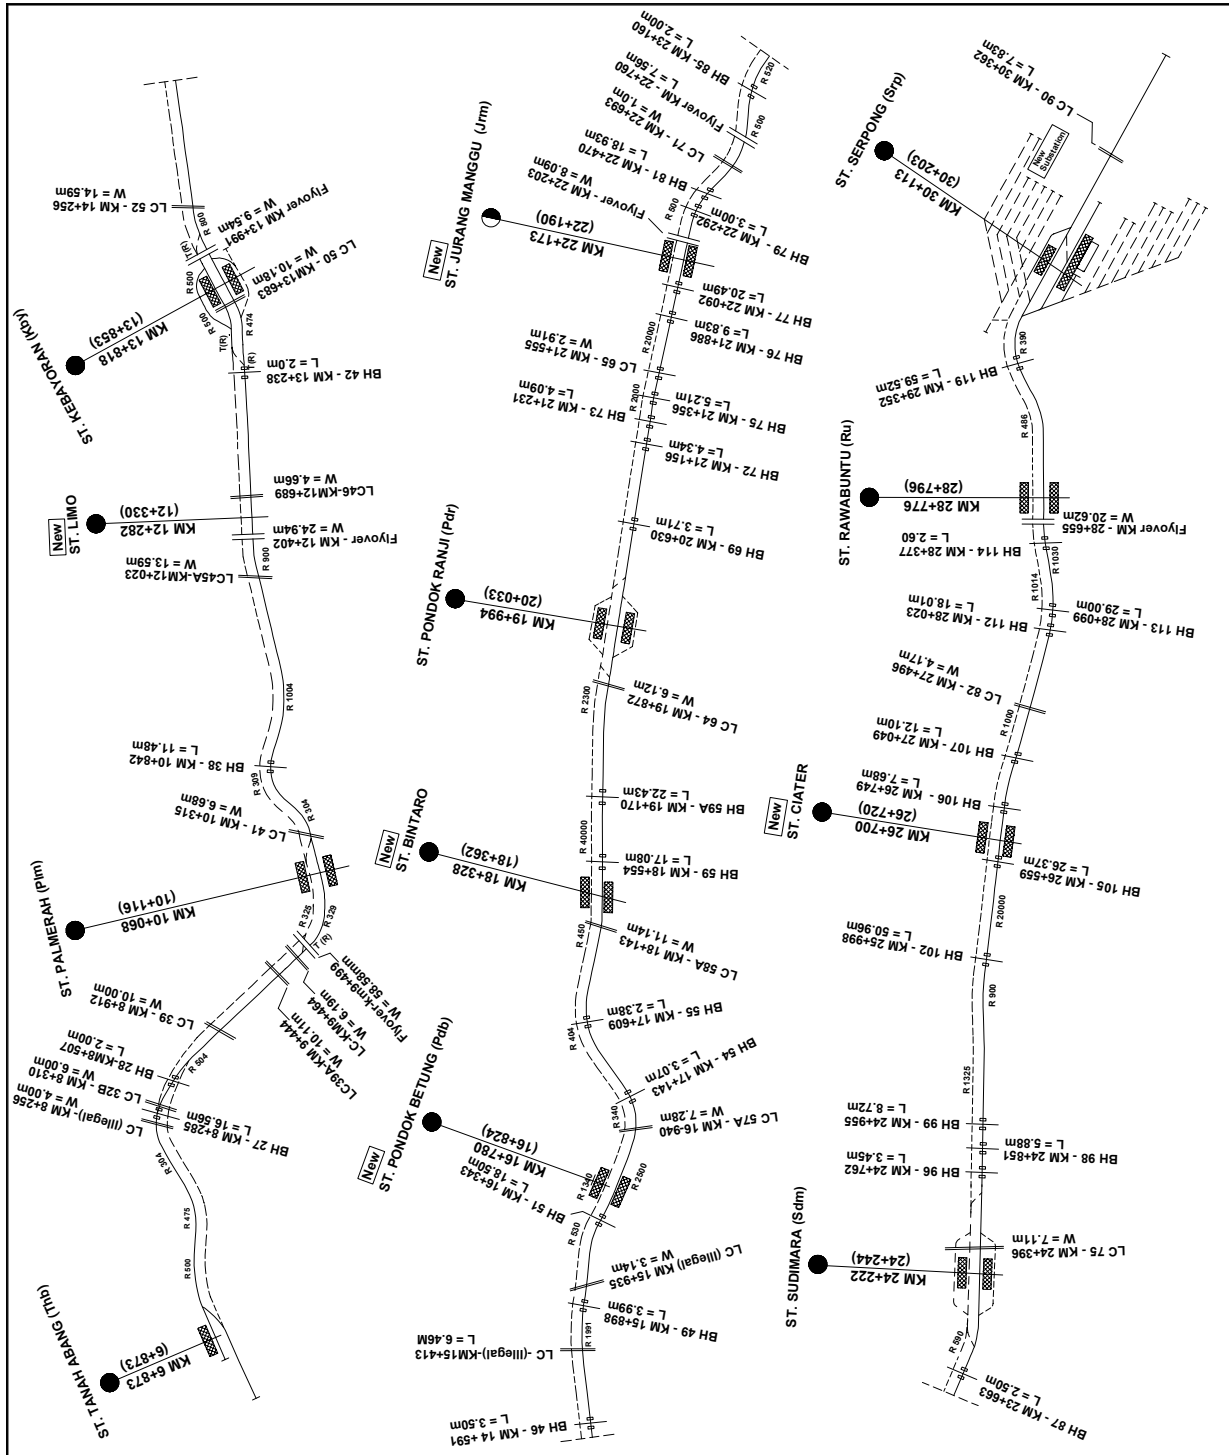 ST. TANAH ABANG (Thb)
KM 6+873
(6+873)
R 500
R 475
R 304
LC (Illegal)- KM 8+256
W = 4.00m
BH 27 - KM 8+285
L = 16.56m
LC 32B - KM 8+310
W = 6.00m
BH 28-KM8+507
L = 2.00m
R 504
LC 39 - KM 8+912
W = 10.00m
LC39A-KM 9+444
W = 10.11m
LC-KM9+464
W = 6.19m
Flyover-km9+499
W = 58.58mm
T (R)
R 325
R 329
ST. PALMERAH (Plm)
KM 10+068
(10+116)
LC 41 - KM 10+315
W = 6.68m
R 304
R 309
BH 38 - KM 10+842
L = 11.48m
R 1004
LC45A-KM12+023
W = 13.59m
R 900
Flyover - KM 12+402
W = 24.94m
New
ST. LIMO
KM 12+282
(12+330)
LC46-KM12+689
W = 4.66m
BH 42 - KM 13+238
L = 2.0m
T(R)
T(R)
R 474
R 500
R 500
ST. KEBAYORAN (Kby)
KM 13+818
(13+853)
LC 50 - KM13+683
W = 10.18m
Flyover KM 13+991
W = 9.54m
T(R)
R 800
LC 52 - KM 14+256
W = 14.59m
BH 46 - KM 14 +591
L = 3.50m
LC -(Illegal)-KM15+413
L = 6.46M
R 1991
BH 49 - KM 15+898
L = 3.99m
LC (Illegal) KM 15+935
W = 3.14m
R 530
BH 51 - KM 16+343
L = 18.50m
R 1340
R 2500
New
ST. PONDOK BETUNG (Pdb)
KM 16+780
(16+824)
LC 57A - KM 16-940
W = 7.28m
R 340
BH 54 - KM 17+143
L = 3.07m
R 404
BH 55 - KM 17+609
L = 2.38m
R 450
LC 58A - KM 18+143
W = 11.14m
New
ST. BINTARO
KM 18+328
(18+362)
BH 59 - KM 18+554
L = 17.08m
R 40000
BH 59A - KM 19+170
L = 22.43m
R 2300
LC 64 - KM 19+872
W = 6.12m
ST. PONDOK RANJI (Pdr)
KM 19+994
(20+033)
BH 69 - KM 20+630
L = 3.71m
BH 72 - KM 21+156
L = 4.34m
BH 73 - KM 21+231
L = 4.09m
R 2000
BH 75 - KM 21+356
L = 5.21m
LC 65 - KM 21+555
W = 2.91m
R 20000
BH 76 - KM 21+886
L = 9.83m
BH 77 - KM 22+092
L = 20.49m
New
ST. JURANG MANGGU (Jrm)
KM 22+173
(22+190)
Flyover - KM 22+203
W = 8.09m
BH 79 - KM 22+292
L = 3.00m
R 500
BH 81 - KM 22+470
L = 18.93m
LC 71 - KM 22+693
W = 1.0m
Flyover KM - 22+760
L = 7.56m
R 500
BH 85- KM- 23+160
L = 2.00m
R 520
BH 87 - KM 23+663
L = 2.50m
R 590
ST. SUDIMARA (Sdm)
KM 24+222
(24+244)
LC 75 - KM 24+396
W = 7.11m
BH 96 - KM 24+762
L = 3.45m
BH 98 - KM 24+851
L = 5.88m
BH 99 - KM 24+955
L = 8.72m
R 1325
R 900
BH 102 - KM 25+998
L = 50.96m
R 20000
BH 105 - KM 26+559
L = 26.37m
New
ST. CIATER
KM 26+700
(26+720)
BH 106 - KM 26+749
L = 7.68m
BH 107 - KM 27+049
L = 12.10m
R 1000
LC 82 - KM 27+496
W = 4.17m
BH 112 - KM 28+023
L = 18.01m
BH 113 - KM 28+099
L = 29.00m
R 1014
R1030
BH 114 - KM 28+377
L = 2.60
Flyover - KM 28+655
W = 20.62m
ST. RAWABUNTU (Ru)
KM 28+776
(28+796)
R 486
BH 119 - KM 29+352
L = 59.52m
R 390
ST. SERPONG (Srp)
KM 30+113
(30+203)
New
Substation
LC 90 - KM 30+362
L = 7.83m